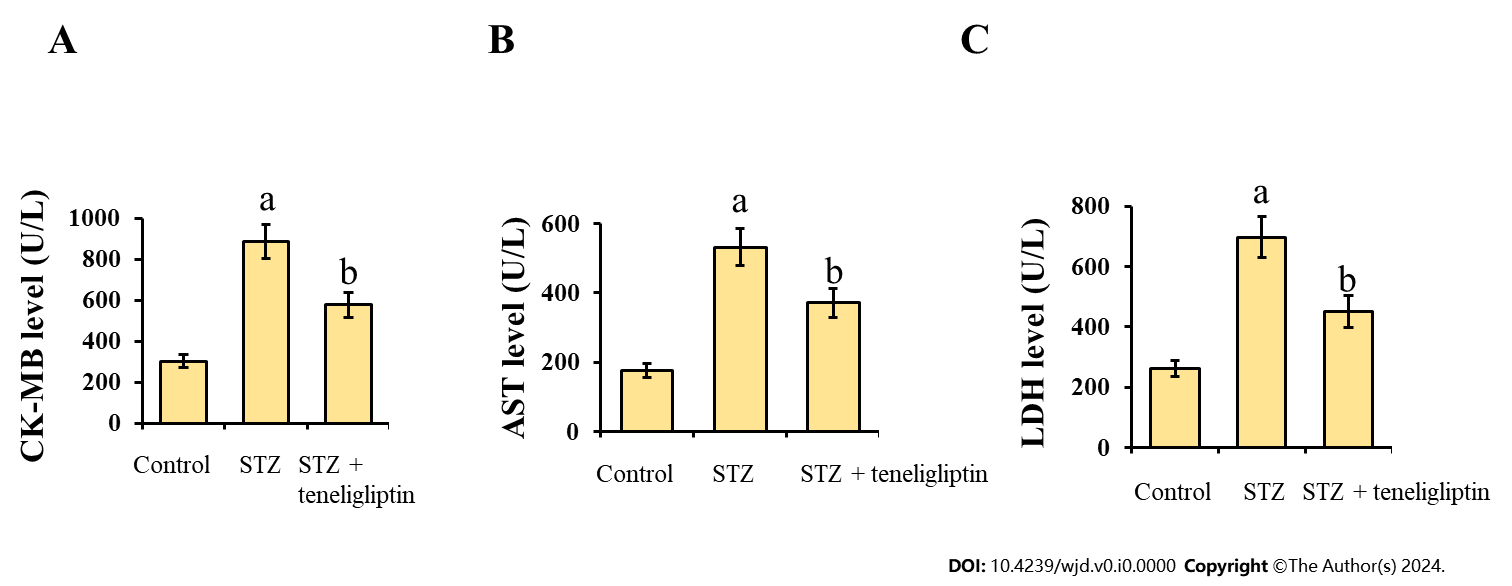 A
B
C
CK-MB level (U/L)
1000
800
600
400
200
0
a
b
Control
STZ
STZ +
teneligliptin
AST level (U/L)
600
400
200
0
a
b
Control
STZ
STZ + teneligliptin
LDH level (U/L)
800
600
400
200
0
a
b
Control
STZ
STZ + teneligliptin
DOI: 10.4239/wjd.v0.i0.0000 Copyright ©The Author(s) 2024.